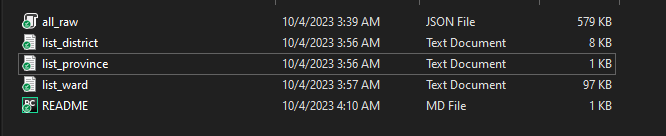 all_raw 10/4/2023 3:39 AM JSON File 579 KB
list_district 10/4/2023 3:56 AM Text Document 8 KB
list_province 10/4/2023 3:56 AM Text Document 1 KB
list_ward 10/4/2023 3:57 AM Text Document 97 KB
README 10/4/2023 4:10 AM MD File 1 KB